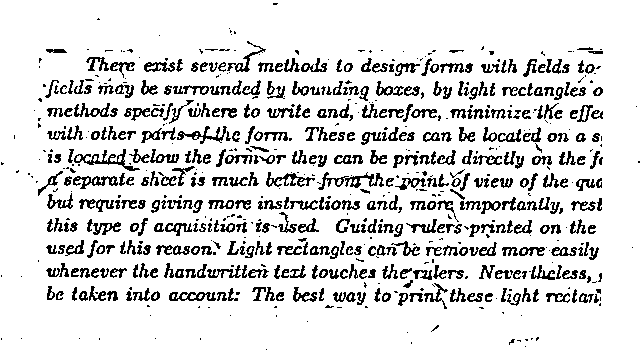 There exist several methods to design forms with fields to
fields may be surrounded by bounding boxes, by light rectangles o
methods specify where to write and, therefore, minimize the effec
with other parts of the form. These guides can be located on a s
is located below the form or they can be printed directly on the fo
a separate sheet is much better from the point of view of the qua
but requires giving more instructions and, more importantly, rest
this type of acquisition is used. Guiding rulers printed on the
used for this reason. Light rectangles can be removed more easily
whenever the handwritten text touches the rulers. Nevertheless,
be taken into account: The best way to print these light rectan